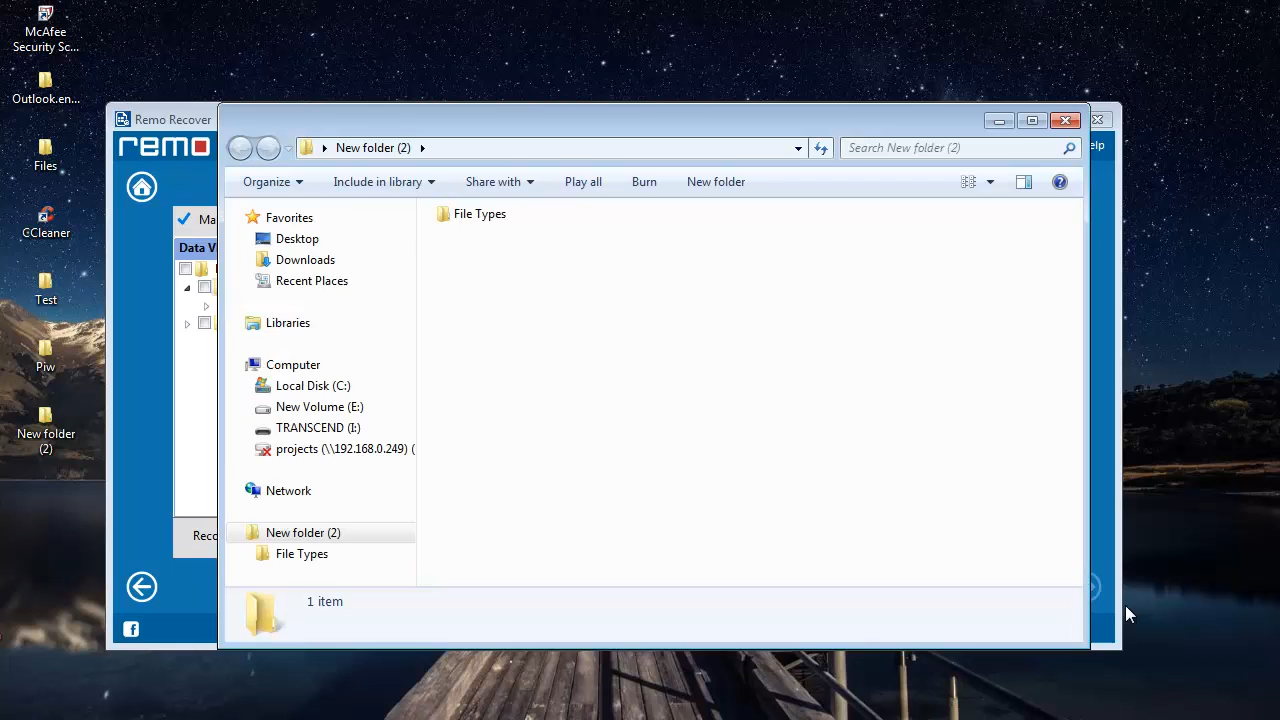 McAfee
Security Sc...
Outlook.en...
Files
CCleaner
Test
Piw
New folder
(2)
Remo Recover
remo
Ma
Data V
Reco
elp
New folder (2)
Search New folder (2)
Organize
Include in library
Share with
Play all
Burn
New folder
Favorites
Desktop
Downloads
Recent Places
Libraries
Computer
Local Disk (C:)
New Volume (E:)
TRANSCEND (I:)
projects (\\192.168.0.249) (
Network
New folder (2)
File Types
File Types
1 item